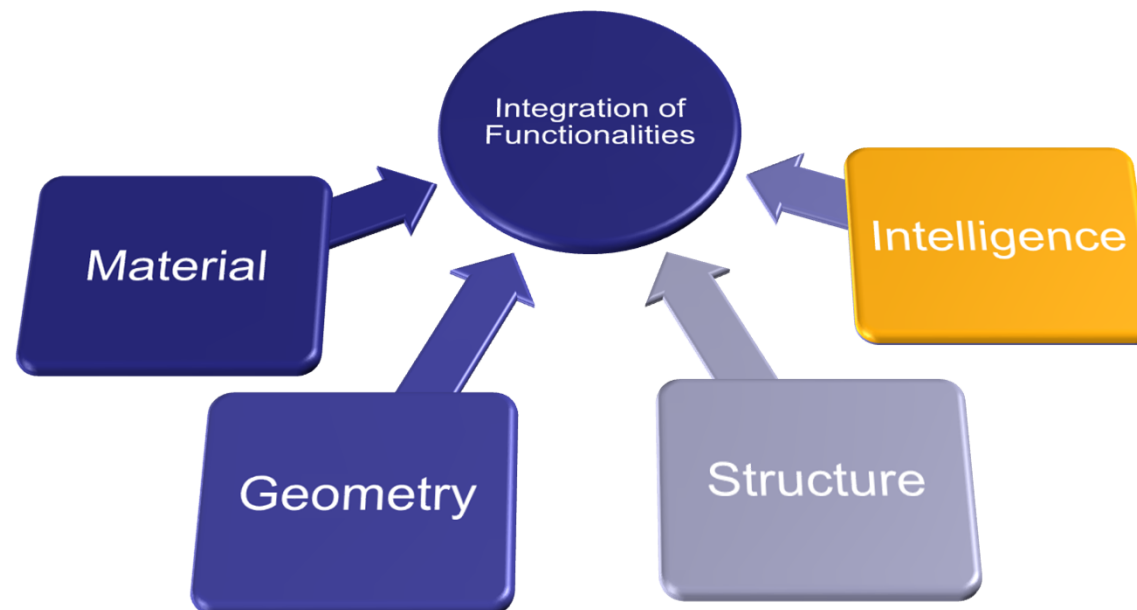 Integration of
Functionalities
Material
Intelligence
Geometry
Structure